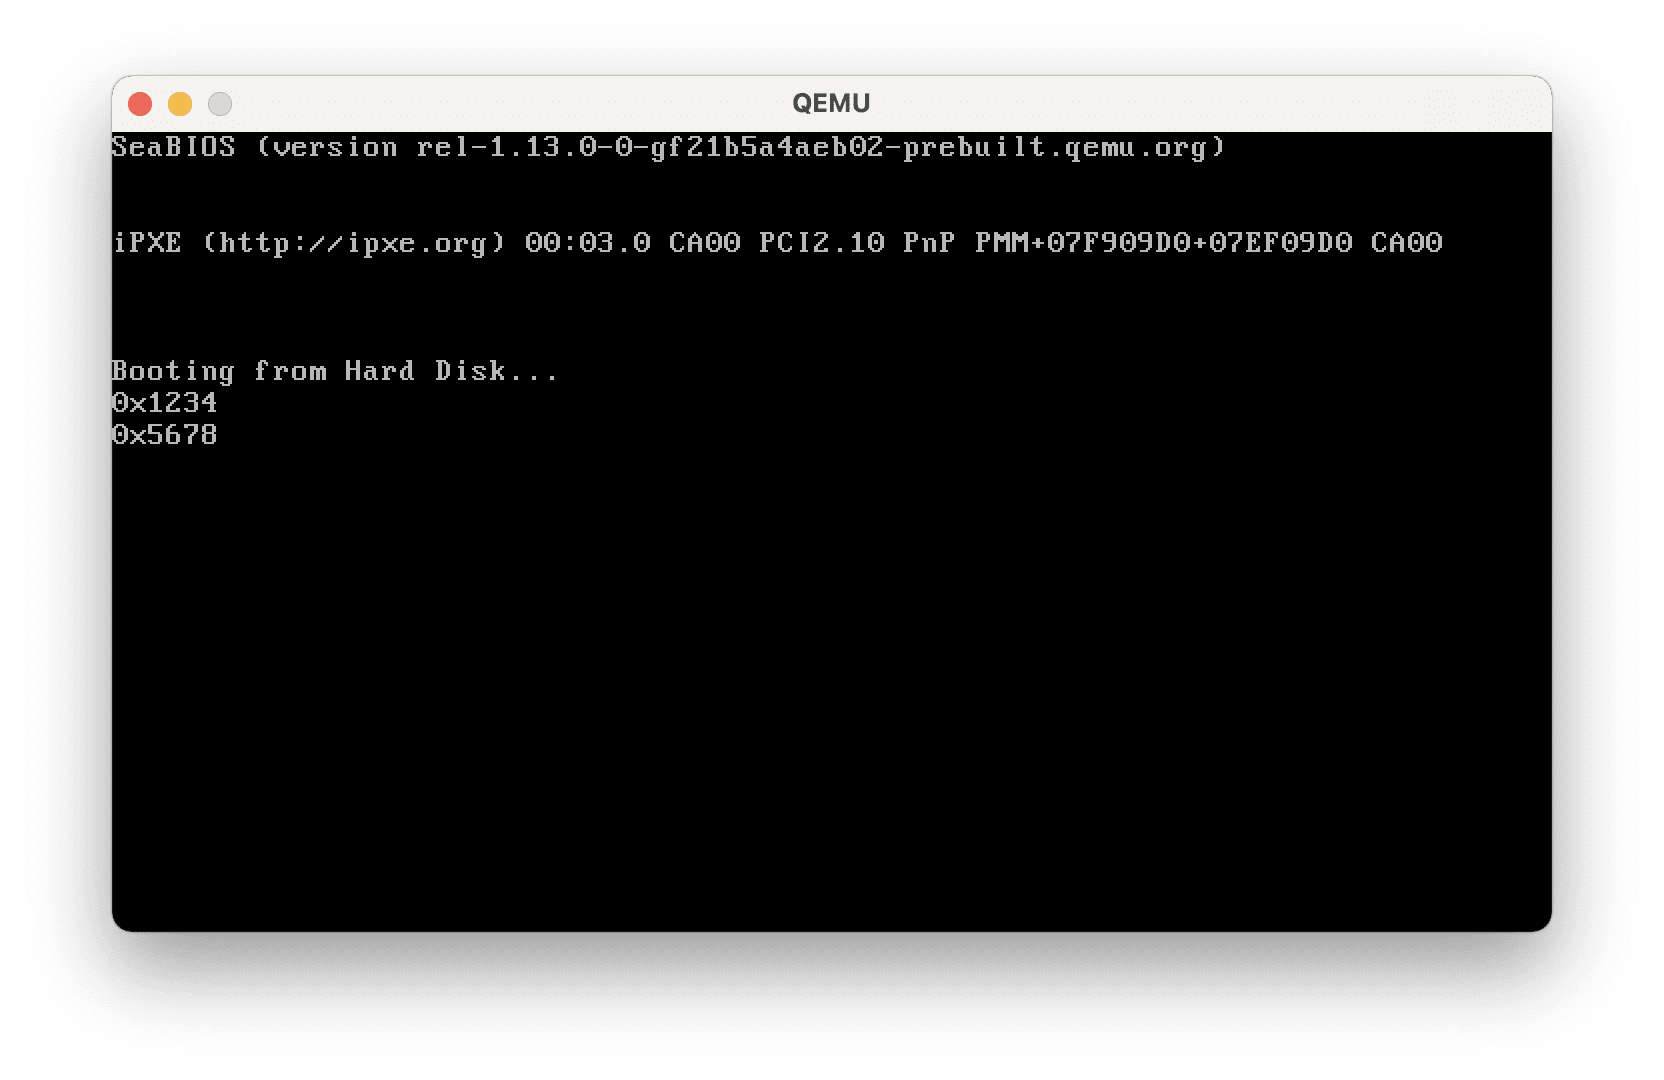 QEMU
SeaBIOS (version rel-1.13.0-0-gf21b5a4aeb02-prebuilt.qemu.org)
iPXE (http://ipxe.org) 00:03.0 CA00 PCI2.10 PnP PMM+07F909D0+07EF09D0 CA00
Booting from Hard Disk...
0x1234
0x5678